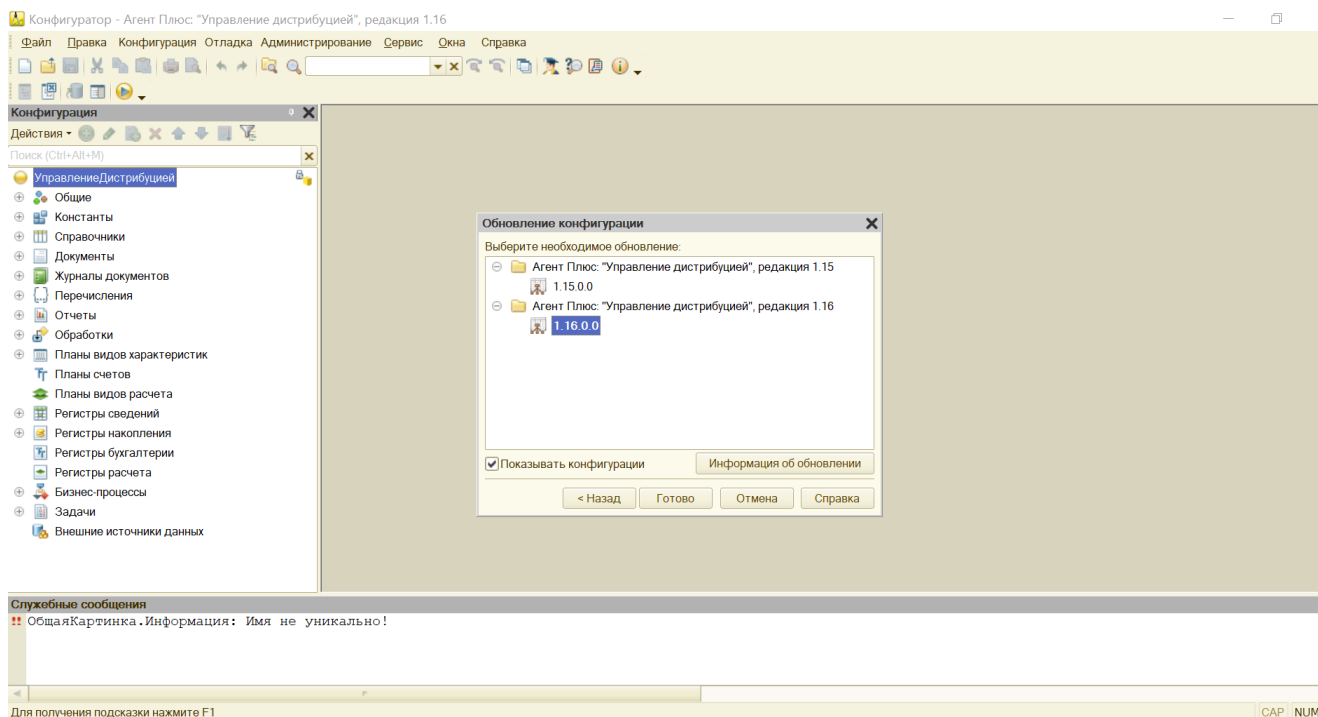 Конфигуратор - Агент Плюс: "Управление дистрибуцией", редакция 1.16
Файл Правка Конфигурация Отладка Администрирование Сервис Окна Справка
Конфигурация
Действия
Поиск (Ctrl+Alt+M)
УправлениеДистрибуцией
Общие
Константы
Справочники
Документы
Журналы документов
Перечисления
Отчеты
Обработки
Планы видов характеристик
Планы счетов
Планы видов расчета
Регистры сведений
Регистры накопления
Регистры бухгалтерии
Регистры расчета
Бизнес-процессы
Задачи
Внешние источники данных
Обновление конфигурации
Выберите необходимое обновление:
Агент Плюс: "Управление дистрибуцией", редакция 1.15
1.15.0.0
Агент Плюс: "Управление дистрибуцией", редакция 1.16
1.16.0.0
Показывать конфигурации Информация об обновлении
< Назад Готово Отмена Справка
Служебные сообщения
ОбщаяКартинка.Информация: Имя не уникально!
Для получения подсказки нажмите F1 CAP NUM